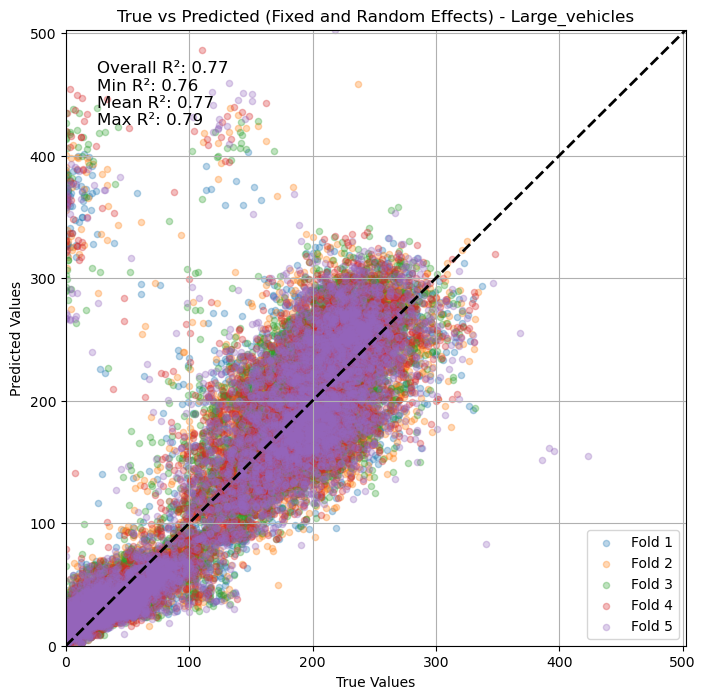 True vs Predicted (Fixed and Random Effects) - Large_vehicles
Overall R²: 0.77
Min R²: 0.76
Mean R²: 0.77
Max R²: 0.79
500
400
300
200
100
0
Predicted Values
Fold 1
Fold 2
Fold 3
Fold 4
Fold 5
0 100 200 300 400 500
True Values